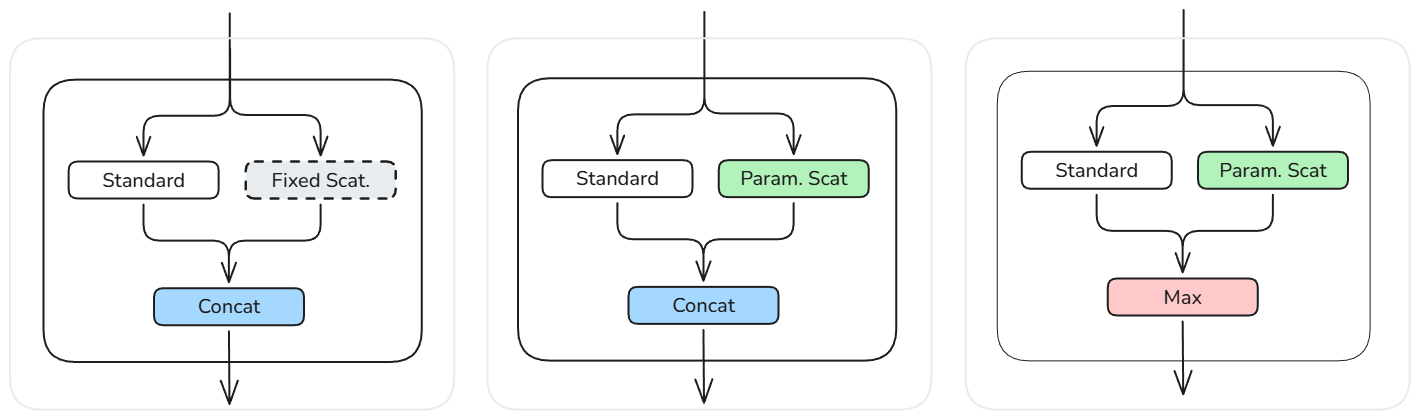 Standard
Fixed Scat.
Concat
Standard
Param. Scat
Concat
Standard
Param. Scat
Max